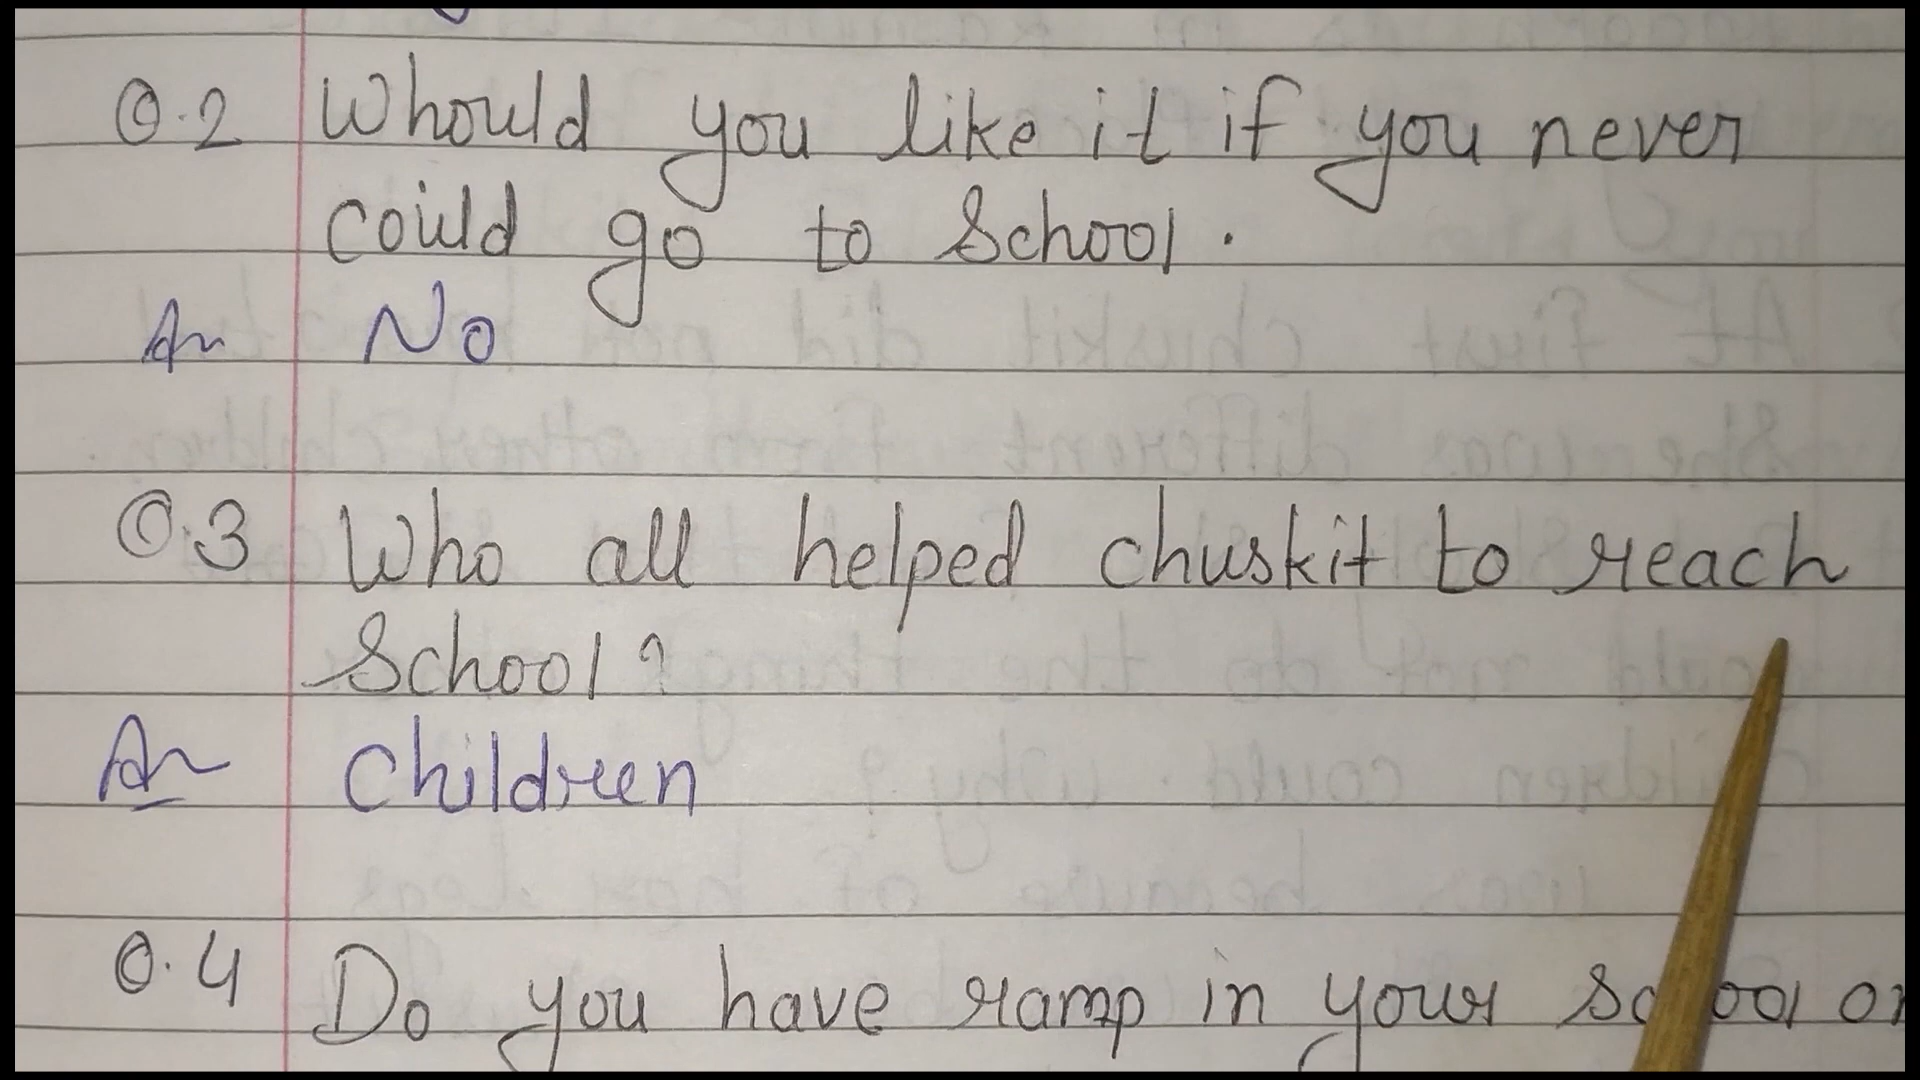 Q.2 Whould you like it if you never
could go to School.
An No
Q.3 Who all helped chuskit to reach
School?
An Children
Q.4 Do you have ramp in your